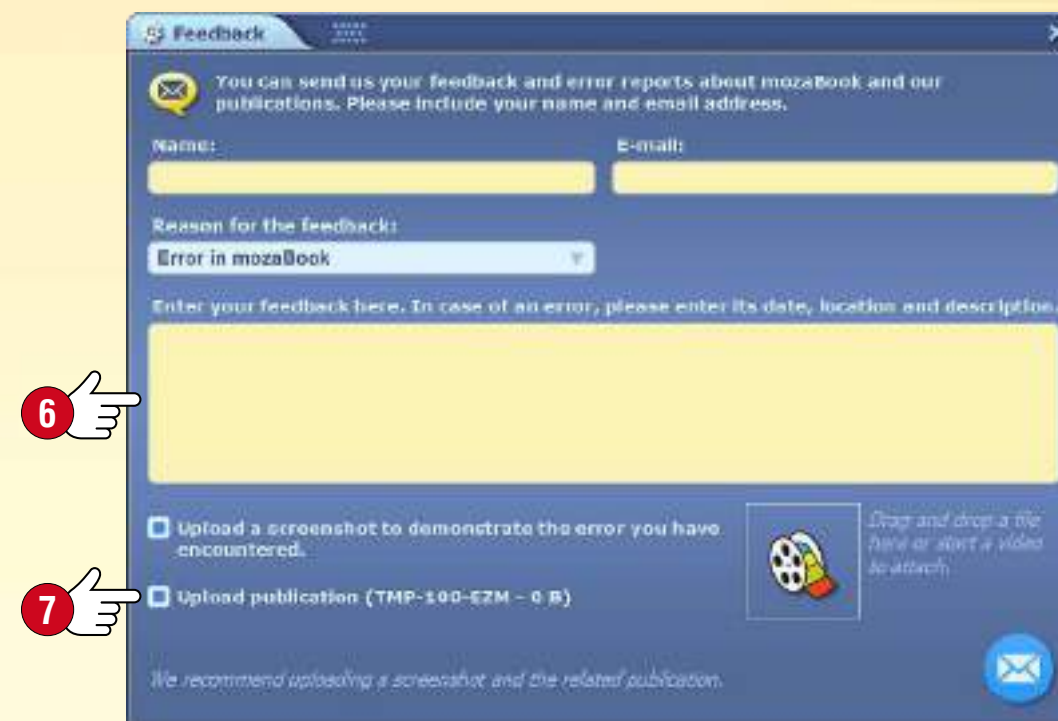 Feedback
You can send us your feedback and error reports about mozaBook and our
publications. Please include your name and email address.
Name:
E-mail:
Reason for the feedback:
Error in mozaBook
Enter your feedback here. In case of an error, please enter its date, location and description.
6
Upload a screenshot to demonstrate the error you have
encountered.
Drag and drop a file
here or start a video
to attach.
7
Upload publication (TMP-100-EZM - 0 B)
We recommend uploading a screenshot and the related publication.